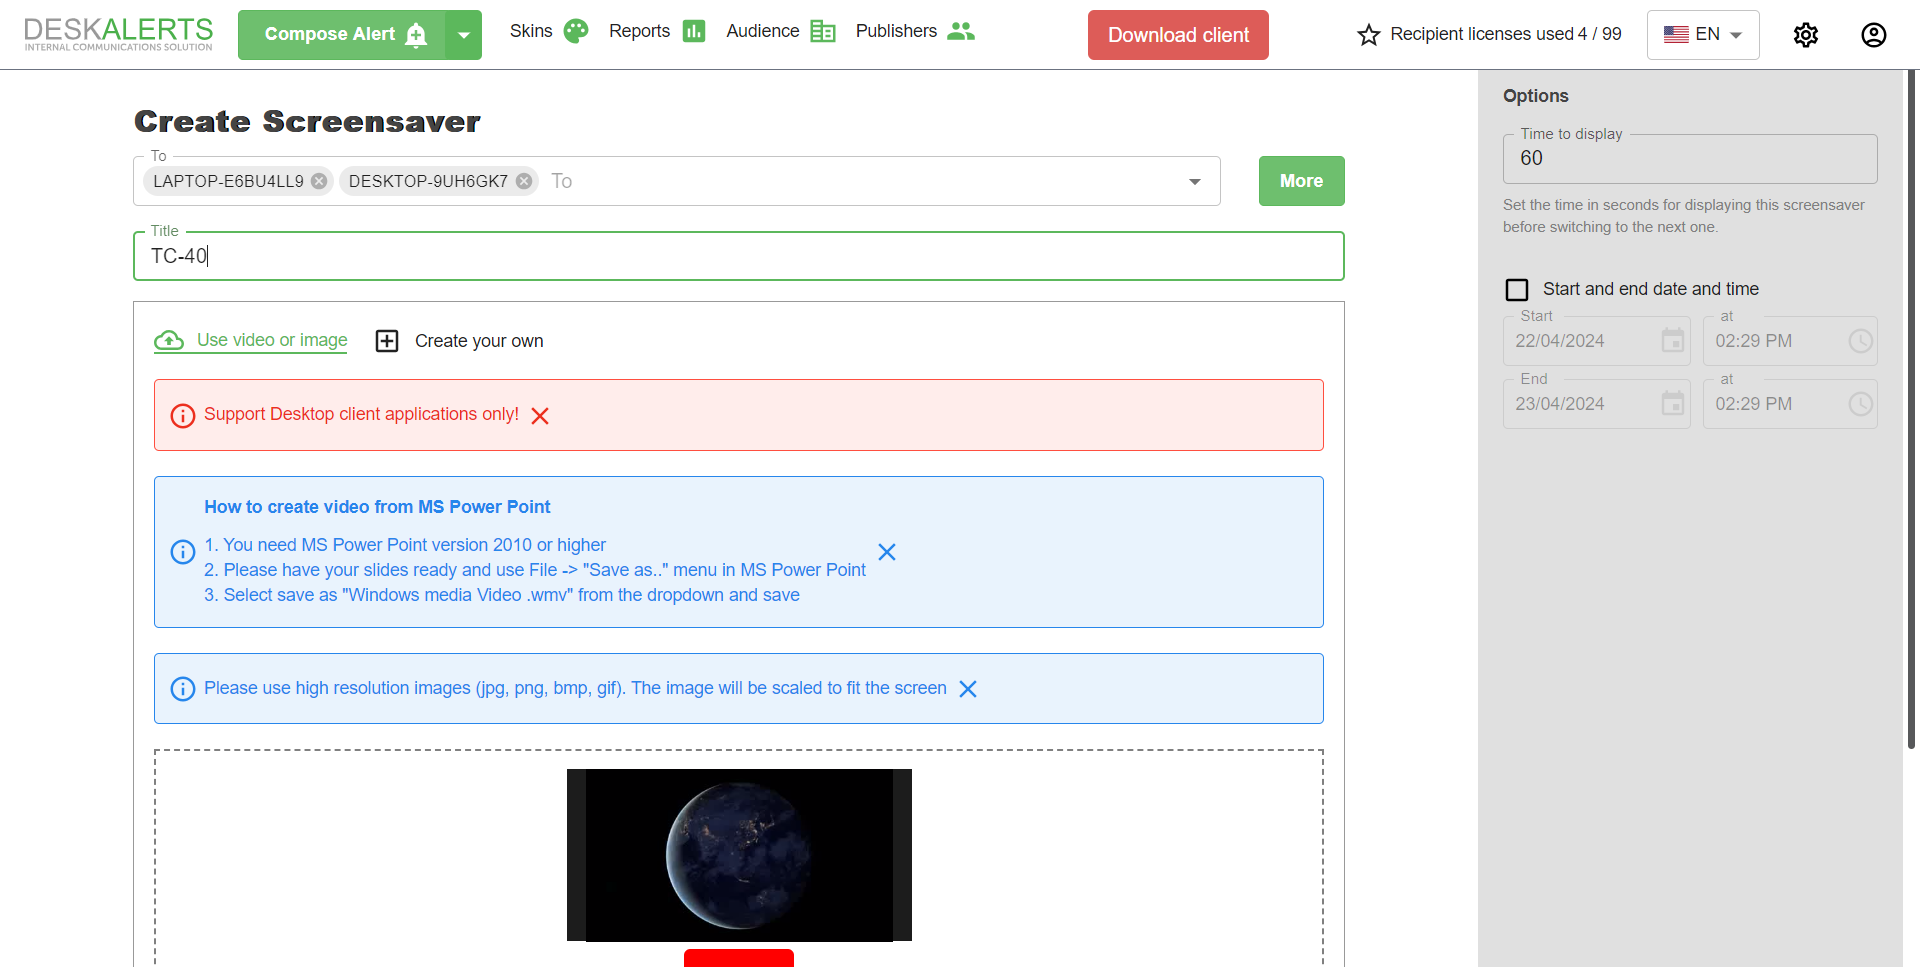 DESKALERTS
INTERNAL COMMUNICATIONS SOLUTION
Compose Alert
Skins
Reports
Audience
Publishers
Download client
Recipient licenses used 4 / 99
EN
Create Screensaver
To
LAPTOP-E6BU4LL9
DESKTOP-9UH6GK7
To
More
Title
TC-40
Use video or image
Create your own
Support Desktop client applications only!
How to create video from MS Power Point
1. You need MS Power Point version 2010 or higher
2. Please have your slides ready and use File -> "Save as.." menu in MS Power Point
3. Select save as "Windows media Video .wmv" from the dropdown and save
Please use high resolution images (jpg, png, bmp, gif). The image will be scaled to fit the screen
Options
Time to display
60
Set the time in seconds for displaying this screensaver
before switching to the next one.
Start and end date and time
Start
22/04/2024
at
02:29 PM
End
23/04/2024
at
02:29 PM